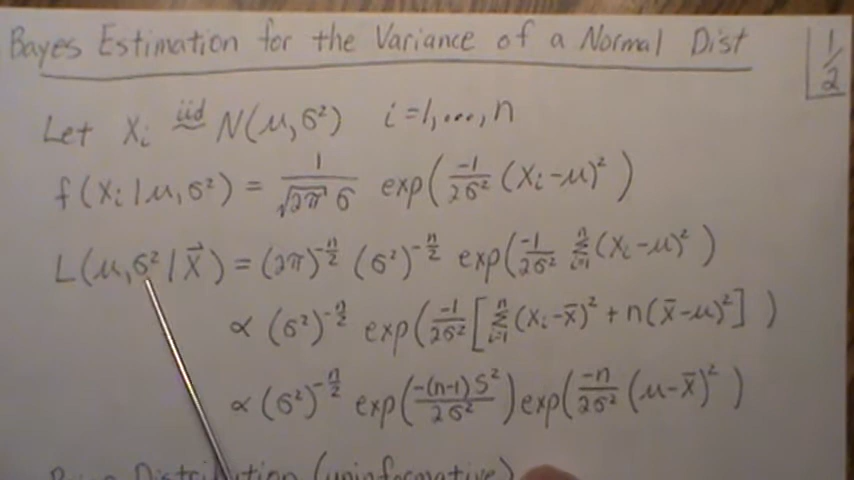 Bayes Estimation for the Variance of a Normal Dist
1/2
Let Xᵢ iid~ N(μ,σ²) i=1,...,n
f(Xᵢ|μ,σ²) = 1/(√2π σ) exp(-1/2σ² (Xᵢ-μ)²)
L(μ,σ²|X⃗) = (2π)^(-n/2) (σ²)^(-n/2) exp(-1/2σ² Σᵢ₌₁ⁿ(Xᵢ-μ)²)
∝ (σ²)^(-n/2) exp(-1/2σ² [Σᵢ₌₁ⁿ(Xᵢ-X̄)² + n(X̄-μ)²])
∝ (σ²)^(-n/2) exp(-(n-1)S²/2σ²) exp(-n/2σ² (μ-X̄)²)
Distribution (uninformative)